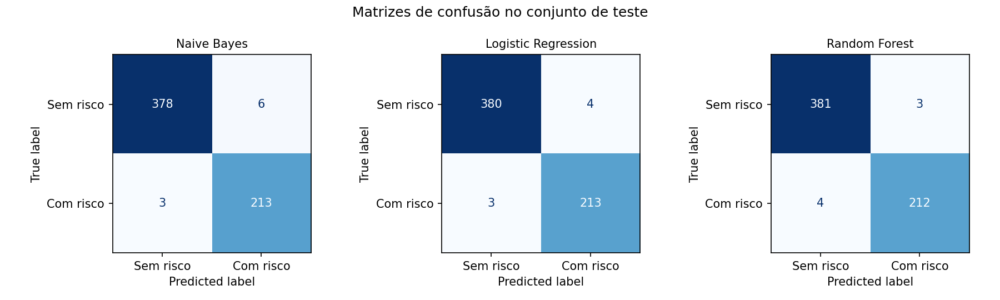 Matrizes de confusão no conjunto de teste
Naive Bayes
True label
Sem risco
378
6
Com risco
3
213
Sem risco
Com risco
Predicted label
Logistic Regression
True label
Sem risco
380
4
Com risco
3
213
Sem risco
Com risco
Predicted label
Random Forest
True label
Sem risco
381
3
Com risco
4
212
Sem risco
Com risco
Predicted label